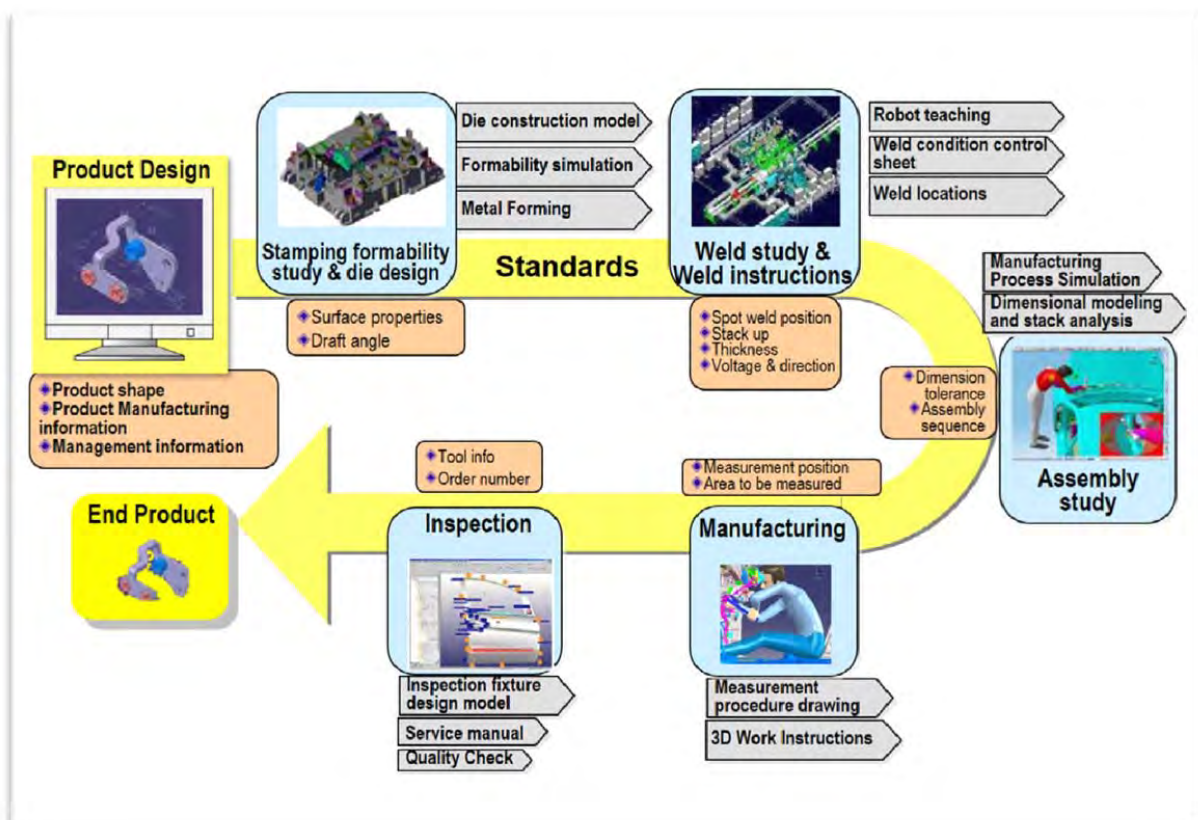 Product Design
◆Product shape
◆Product Manufacturing
information
◆Management information
Stamping formability
study & die design
Die construction model
Formability simulation
Metal Forming
◆Surface properties
◆Draft angle
Standards
Weld study &
Weld instructions
Robot teaching
Weld condition control
sheet
Weld locations
◆Spot weld position
◆Stack up
◆Thickness
◆Voltage & direction
Manufacturing
Process Simulation
Dimensional modeling
and stack analysis
◆Dimension
tolerance
◆Assembly
sequence
Assembly
study
◆Measurement position
◆Area to be measured
Manufacturing
Measurement
procedure drawing
3D Work Instructions
◆Tool info
◆Order number
Inspection
Inspection fixture
design model
Service manual
Quality Check
End Product